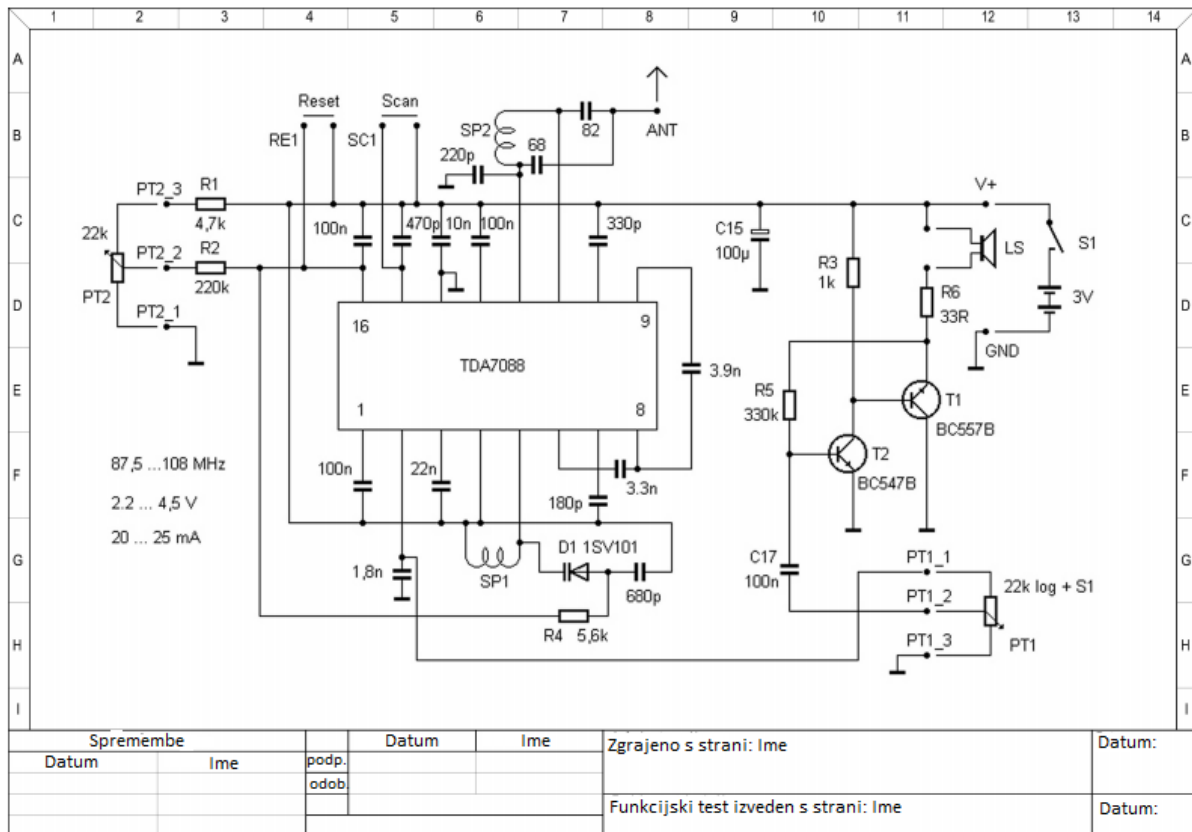 1 2 3 4 5 6 7 8 9 10 11 12 13 14
A A
B B
C C
D D
E E
F F
G G
H H
I I
Reset Scan
RE1 SC1
SP2 82 ANT
68
220p
PT2_3 R1
4,7k
22k
PT2_2 R2
220k
PT2
PT2_1
100n 470p 10n 100n 330p
C15
100µ
V+
S1
LS
R3
1k
R6
33R
3V
GND
16 9
TDA7088
1 8
3.9n
R5
330k
T1
BC557B
T2
BC547B
87,5 ...108 MHz
2.2 ... 4,5 V
20 ... 25 mA
100n 22n
3.3n
180p
1,8n
SP1
D1 1SV101
680p
R4 5,6k
C17
100n
PT1_1
PT1_2
PT1_3
22k log + S1
PT1
Spremembe Datum Ime
Datum Ime podp.
odob.
Zgrajeno s strani: Ime Datum:
Funkcijski test izveden s strani: Ime Datum: